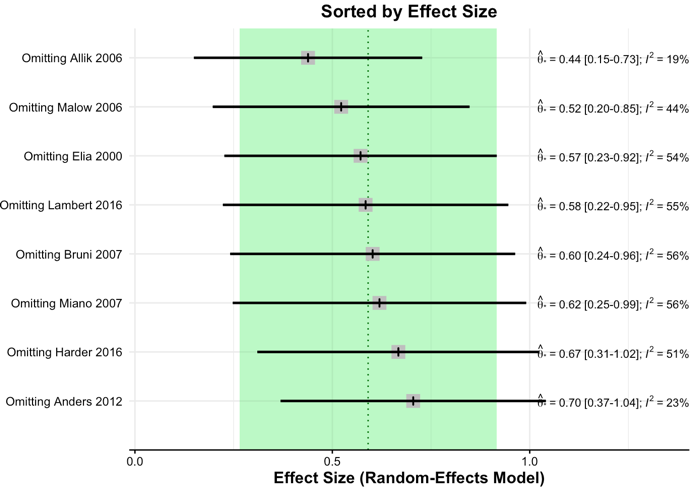 Sorted by Effect Size
Omitting Allik 2006 θ̂* = 0.44 [0.15-0.73]; I² = 19%
Omitting Malow 2006 θ̂* = 0.52 [0.20-0.85]; I² = 44%
Omitting Elia 2000 θ̂* = 0.57 [0.23-0.92]; I² = 54%
Omitting Lambert 2016 θ̂* = 0.58 [0.22-0.95]; I² = 55%
Omitting Bruni 2007 θ̂* = 0.60 [0.24-0.96]; I² = 56%
Omitting Miano 2007 θ̂* = 0.62 [0.25-0.99]; I² = 56%
Omitting Harder 2016 θ̂* = 0.67 [0.31-1.02]; I² = 51%
Omitting Anders 2012 θ̂* = 0.70 [0.37-1.04]; I² = 23%
0.0 0.5 1.0
Effect Size (Random-Effects Model)